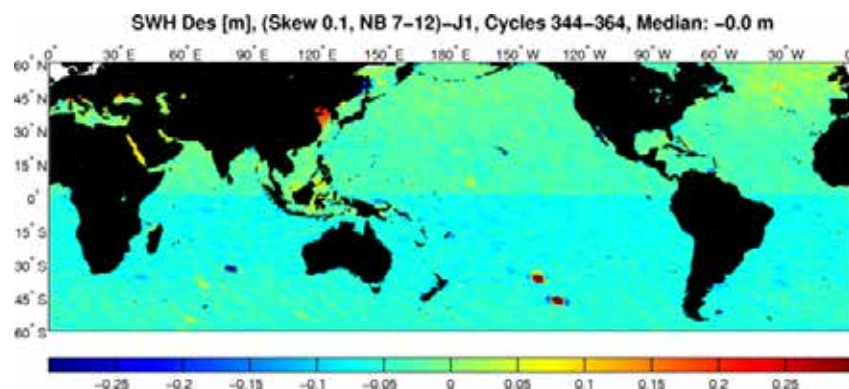 SWH Des [m], (Skew 0.1, NB 7−12)−J1, Cycles 344−364, Median: −0.0 m
0° 30° E 60° E 90° E 120° E 150° E 180° W 150° W 120° W 90° W 60° W 30° W 0°
60° N
45° N
30° N
15° N
0°
15° S
30° S
45° S
60° S
−0.25 −0.2 −0.15 −0.1 −0.05 0 0.05 0.1 0.15 0.2 0.25